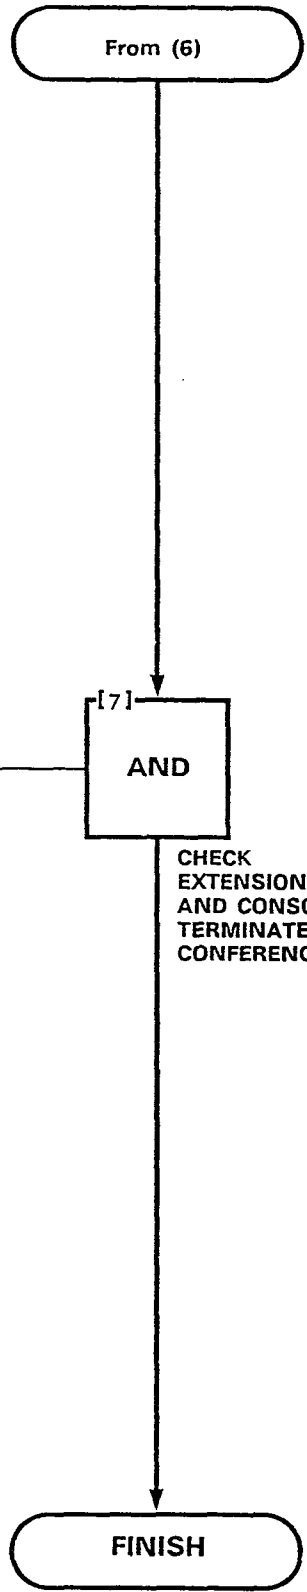 From (6)
[7]
AND
CHECK
EXTENSION
AND CONSO
TERMINATE
CONFERENC
FINISH